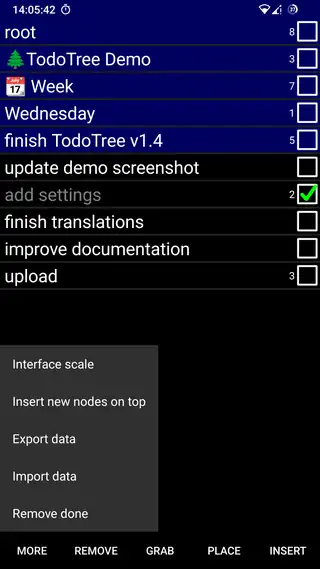 14:05:42
root 8
🌲TodoTree Demo 3
📅 Week 7
Wednesday 1
finish TodoTree v1.4 5
update demo screenshot
add settings 2
finish translations
improve documentation
upload 3
Interface scale
Insert new nodes on top
Export data
Import data
Remove done
MORE REMOVE GRAB PLACE INSERT